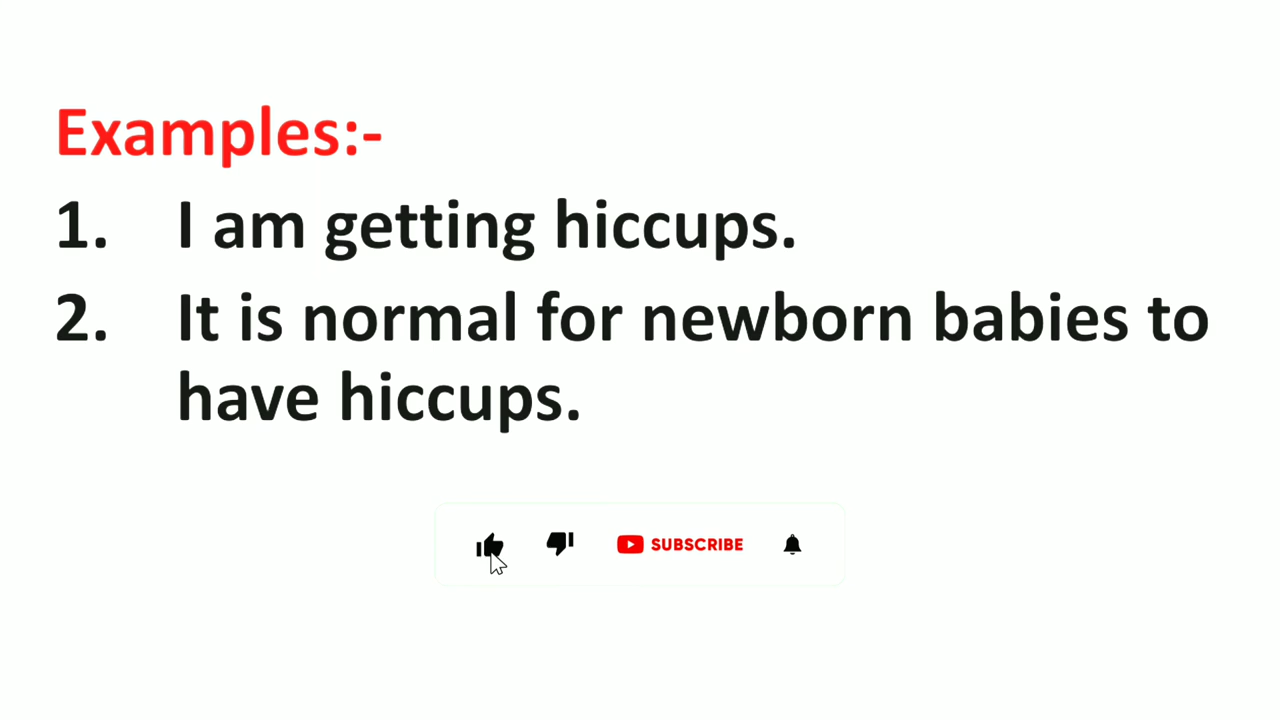 Examples:-
1. I am getting hiccups.
2. It is normal for newborn babies to
have hiccups.
SUBSCRIBE